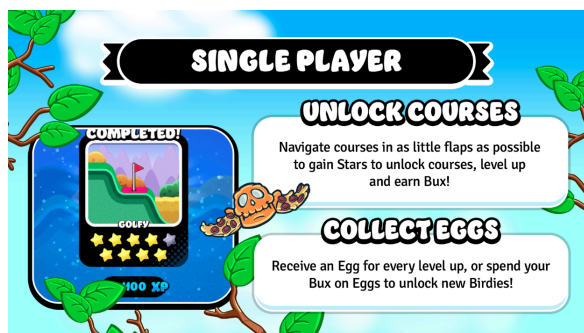 SINGLE PLAYER
UNLOCK COURSES
Navigate courses in as little flaps as possible
to gain Stars to unlock courses, level up
and earn Bux!
COMPLETED!
GOLFY
100 XP
COLLECT EGGS
Receive an Egg for every level up, or spend your
Bux on Eggs to unlock new Birdies!